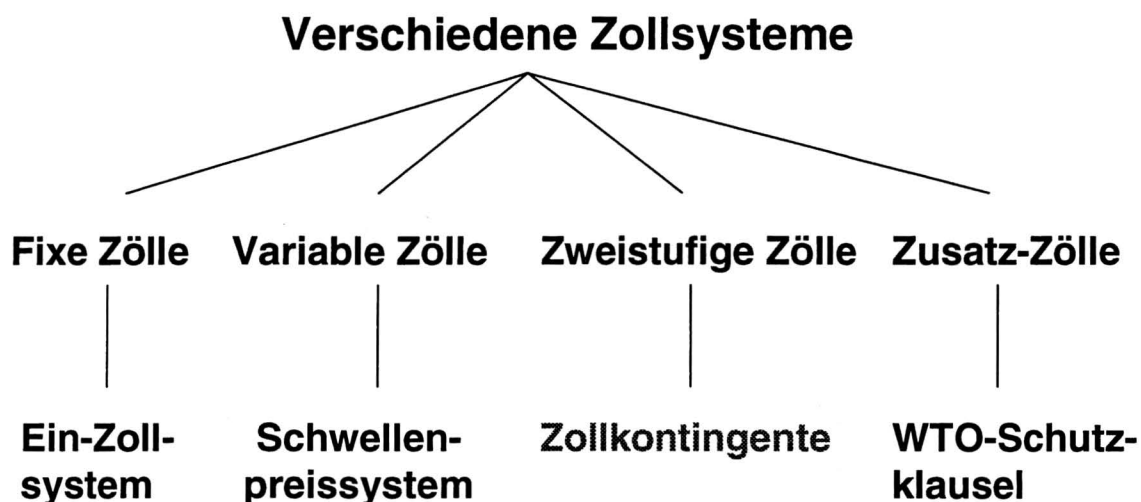 Verschiedene Zollsysteme
Fixe Zölle
Variable Zölle
Zweistufige Zölle
Zusatz-Zölle
Ein-Zoll-
system
Schwellen-
preissystem
Zollkontingente
WTO-Schutz-
klausel